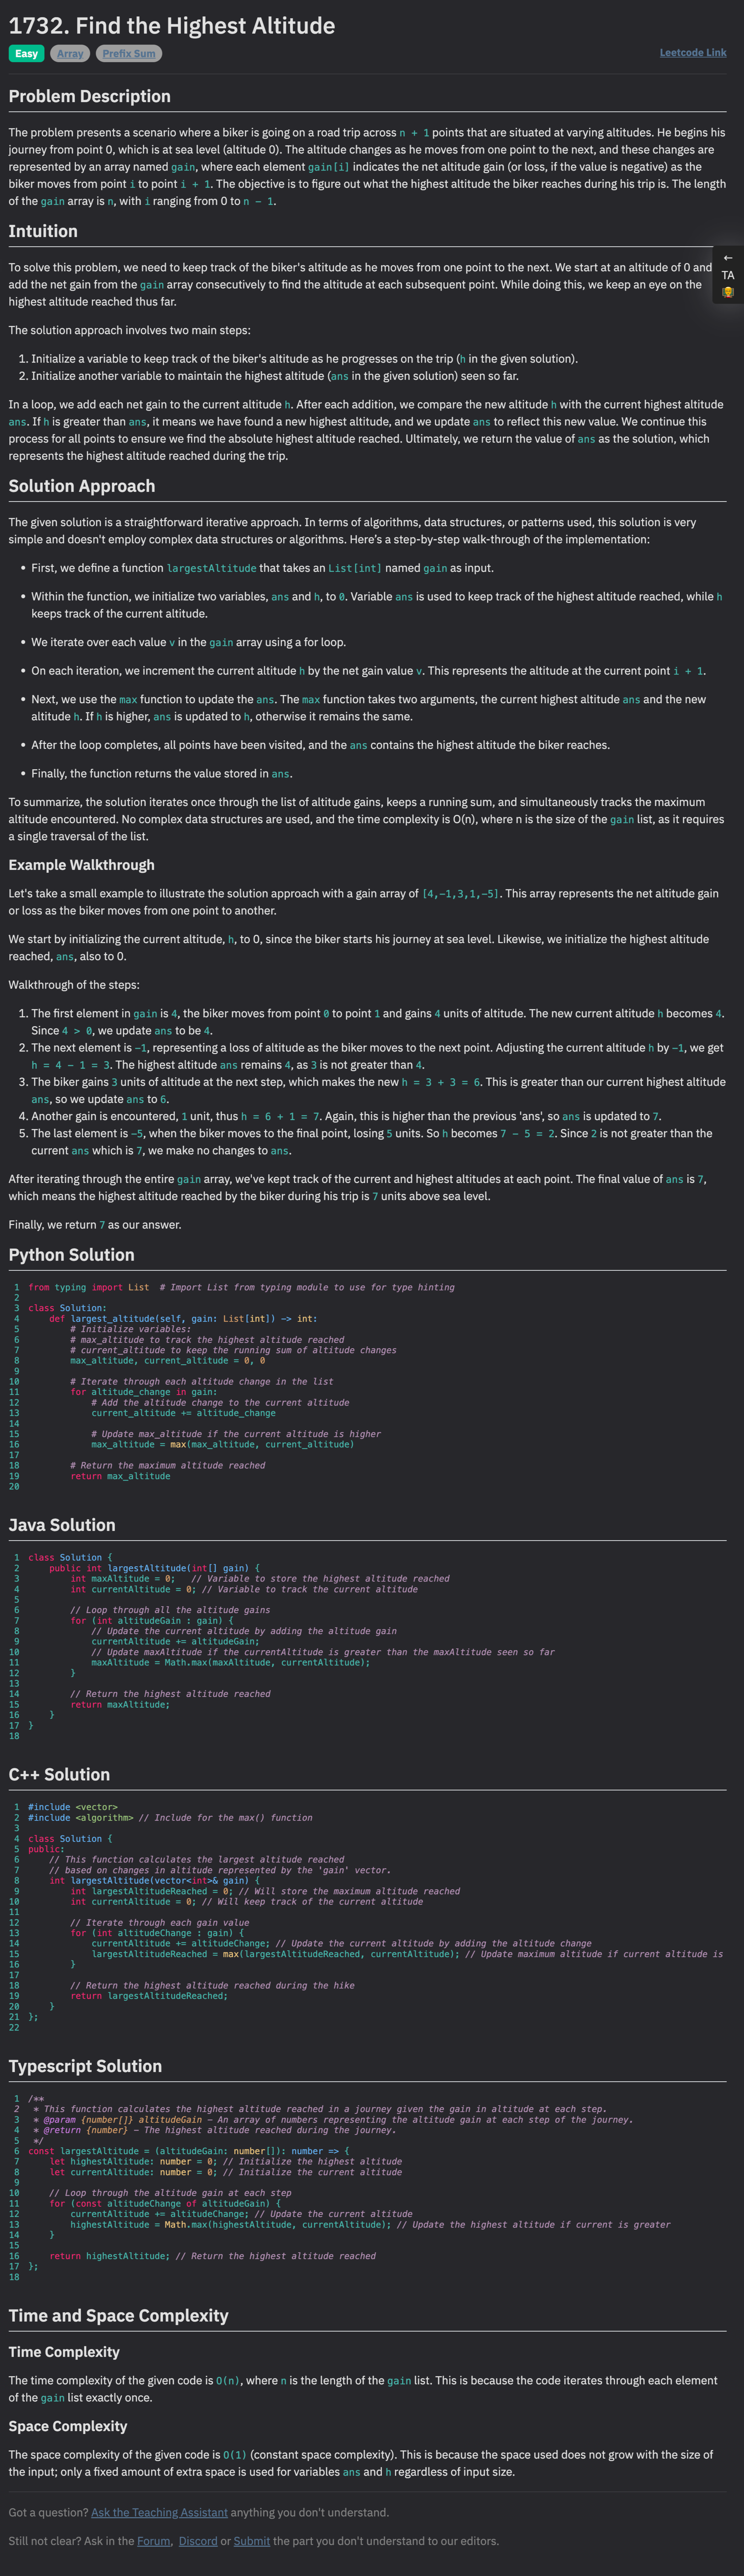 1732. Find the Highest Altitude
Easy Array Prefix Sum Leetcode Link
Problem Description
The problem presents a scenario where a biker is going on a road trip across n + 1 points that are situated at varying altitudes. He begins his
journey from point 0, which is at sea level (altitude 0). The altitude changes as he moves from one point to the next, and these changes are
represented by an array named gain, where each element gain[i] indicates the net altitude gain (or loss, if the value is negative) as the
biker moves from point i to point i + 1. The objective is to figure out what the highest altitude the biker reaches during his trip is. The length
of the gain array is n, with i ranging from 0 to n - 1.
Intuition
To solve this problem, we need to keep track of the biker's altitude as he moves from one point to the next. We start at an altitude of 0 and
add the net gain from the gain array consecutively to find the altitude at each subsequent point. While doing this, we keep an eye on the
highest altitude reached thus far.
←
TA
The solution approach involves two main steps:
1. Initialize a variable to keep track of the biker's altitude as he progresses on the trip (h in the given solution).
2. Initialize another variable to maintain the highest altitude (ans in the given solution) seen so far.
In a loop, we add each net gain to the current altitude h. After each addition, we compare the new altitude h with the current highest altitude
ans. If h is greater than ans, it means we have found a new highest altitude, and we update ans to reflect this new value. We continue this
process for all points to ensure we find the absolute highest altitude reached. Ultimately, we return the value of ans as the solution, which
represents the highest altitude reached during the trip.
Solution Approach
The given solution is a straightforward iterative approach. In terms of algorithms, data structures, or patterns used, this solution is very
simple and doesn't employ complex data structures or algorithms. Here's a step-by-step walk-through of the implementation:
• First, we define a function largestAltitude that takes an List[int] named gain as input.
• Within the function, we initialize two variables, ans and h, to 0. Variable ans is used to keep track of the highest altitude reached, while h
keeps track of the current altitude.
• We iterate over each value v in the gain array using a for loop.
• On each iteration, we increment the current altitude h by the net gain value v. This represents the altitude at the current point i + 1.
• Next, we use the max function to update the ans. The max function takes two arguments, the current highest altitude ans and the new
altitude h. If h is higher, ans is updated to h, otherwise it remains the same.
• After the loop completes, all points have been visited, and the ans contains the highest altitude the biker reaches.
• Finally, the function returns the value stored in ans.
To summarize, the solution iterates once through the list of altitude gains, keeps a running sum, and simultaneously tracks the maximum
altitude encountered. No complex data structures are used, and the time complexity is O(n), where n is the size of the gain list, as it requires
a single traversal of the list.
Example Walkthrough
Let's take a small example to illustrate the solution approach with a gain array of [4,-1,3,1,-5]. This array represents the net altitude gain
or loss as the biker moves from one point to another.
We start by initializing the current altitude, h, to 0, since the biker starts his journey at sea level. Likewise, we initialize the highest altitude
reached, ans, also to 0.
Walkthrough of the steps:
1. The first element in gain is 4, the biker moves from point 0 to point 1 and gains 4 units of altitude. The new current altitude h becomes 4.
Since 4 > 0, we update ans to be 4.
2. The next element is -1, representing a loss of altitude as the biker moves to the next point. Adjusting the current altitude h by -1, we get
h = 4 - 1 = 3. The highest altitude ans remains 4, as 3 is not greater than 4.
3. The biker gains 3 units of altitude at the next step, which makes the new h = 3 + 3 = 6. This is greater than our current highest altitude
ans, so we update ans to 6.
4. Another gain is encountered, 1 unit, thus h = 6 + 1 = 7. Again, this is higher than the previous 'ans', so ans is updated to 7.
5. The last element is -5, when the biker moves to the final point, losing 5 units. So h becomes 7 - 5 = 2. Since 2 is not greater than the
current ans which is 7, we make no changes to ans.
After iterating through the entire gain array, we've kept track of the current and highest altitudes at each point. The final value of ans is 7,
which means the highest altitude reached by the biker during his trip is 7 units above sea level.
Finally, we return 7 as our answer.
Python Solution
1 from typing import List  # Import List from typing module to use for type hinting
2
3 class Solution:
4     def largest_altitude(self, gain: List[int]) -> int:
5         # Initialize variables:
6         # max_altitude to track the highest altitude reached
7         # current_altitude to keep the running sum of altitude changes
8         max_altitude, current_altitude = 0, 0
9
10         # Iterate through each altitude change in the list
11         for altitude_change in gain:
12             # Add the altitude change to the current altitude
13             current_altitude += altitude_change
14
15             # Update max_altitude if the current altitude is higher
16             max_altitude = max(max_altitude, current_altitude)
17
18         # Return the maximum altitude reached
19         return max_altitude
20
Java Solution
1 class Solution {
2     public int largestAltitude(int[] gain) {
3         int maxAltitude = 0;   // Variable to store the highest altitude reached
4         int currentAltitude = 0; // Variable to track the current altitude
5
6         // Loop through all the altitude gains
7         for (int altitudeGain : gain) {
8             // Update the current altitude by adding the altitude gain
9             currentAltitude += altitudeGain;
10             // Update maxAltitude if the currentAltitude is greater than the maxAltitude seen so far
11             maxAltitude = Math.max(maxAltitude, currentAltitude);
12         }
13
14         // Return the highest altitude reached
15         return maxAltitude;
16     }
17 }
18
C++ Solution
1 #include <vector>
2 #include <algorithm> // Include for the max() function
3
4 class Solution {
5 public:
6     // This function calculates the largest altitude reached
7     // based on changes in altitude represented by the 'gain' vector.
8     int largestAltitude(vector<int>& gain) {
9         int largestAltitudeReached = 0; // Will store the maximum altitude reached
10         int currentAltitude = 0; // Will keep track of the current altitude
11
12         // Iterate through each gain value
13         for (int altitudeChange : gain) {
14             currentAltitude += altitudeChange; // Update the current altitude by adding the altitude change
15             largestAltitudeReached = max(largestAltitudeReached, currentAltitude); // Update maximum altitude if current altitude is
16         }
17
18         // Return the highest altitude reached during the hike
19         return largestAltitudeReached;
20     }
21 };
22
Typescript Solution
1 /**
2  * This function calculates the highest altitude reached in a journey given the gain in altitude at each step.
3  * @param {number[]} altitudeGain - An array of numbers representing the altitude gain at each step of the journey.
4  * @return {number} - The highest altitude reached during the journey.
5  */
6 const largestAltitude = (altitudeGain: number[]): number => {
7     let highestAltitude: number = 0; // Initialize the highest altitude
8     let currentAltitude: number = 0; // Initialize the current altitude
9
10     // Loop through the altitude gain at each step
11     for (const altitudeChange of altitudeGain) {
12         currentAltitude += altitudeChange; // Update the current altitude
13         highestAltitude = Math.max(highestAltitude, currentAltitude); // Update the highest altitude if current is greater
14     }
15
16     return highestAltitude; // Return the highest altitude reached
17 };
18
Time and Space Complexity
Time Complexity
The time complexity of the given code is O(n), where n is the length of the gain list. This is because the code iterates through each element
of the gain list exactly once.
Space Complexity
The space complexity of the given code is O(1) (constant space complexity). This is because the space used does not grow with the size of
the input; only a fixed amount of extra space is used for variables ans and h regardless of input size.
Got a question? Ask the Teaching Assistant anything you don't understand.
Still not clear? Ask in the Forum, Discord or Submit the part you don't understand to our editors.